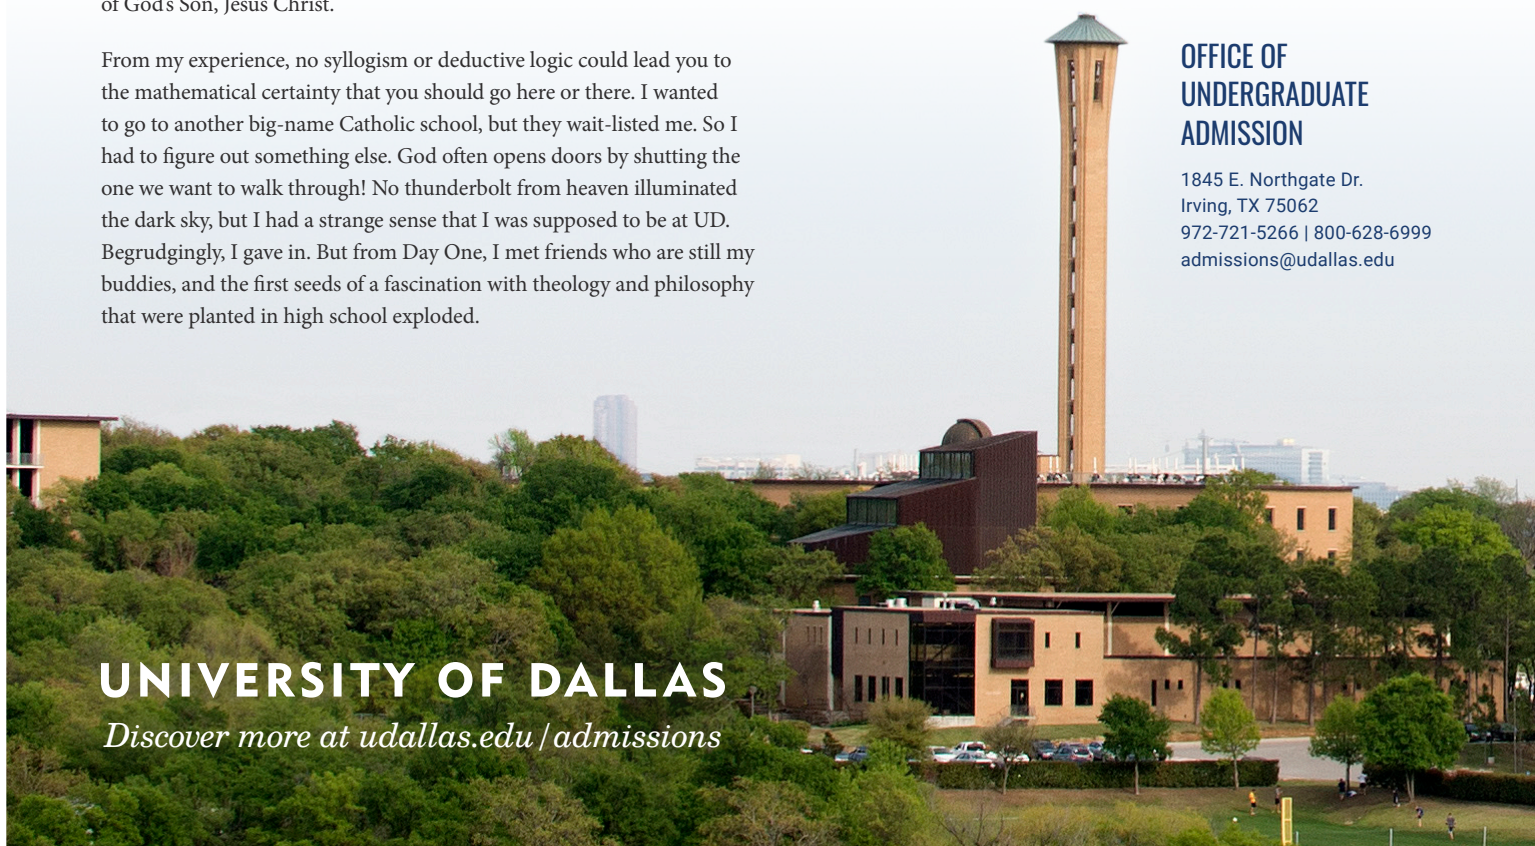 of God's Son, Jesus Christ.
From my experience, no syllogism or deductive logic could lead you to
the mathematical certainty that you should go here or there. I wanted
to go to another big-name Catholic school, but they wait-listed me. So I
had to figure out something else. God often opens doors by shutting the
one we want to walk through! No thunderbolt from heaven illuminated
the dark sky, but I had a strange sense that I was supposed to be at UD.
Begrudgingly, I gave in. But from Day One, I met friends who are still my
buddies, and the first seeds of a fascination with theology and philosophy
that were planted in high school exploded.
OFFICE OF
UNDERGRADUATE
ADMISSION
1845 E. Northgate Dr.
Irving, TX 75062
972-721-5266 | 800-628-6999
admissions@udallas.edu
UNIVERSITY OF DALLAS
Discover more at udallas.edu/admissions